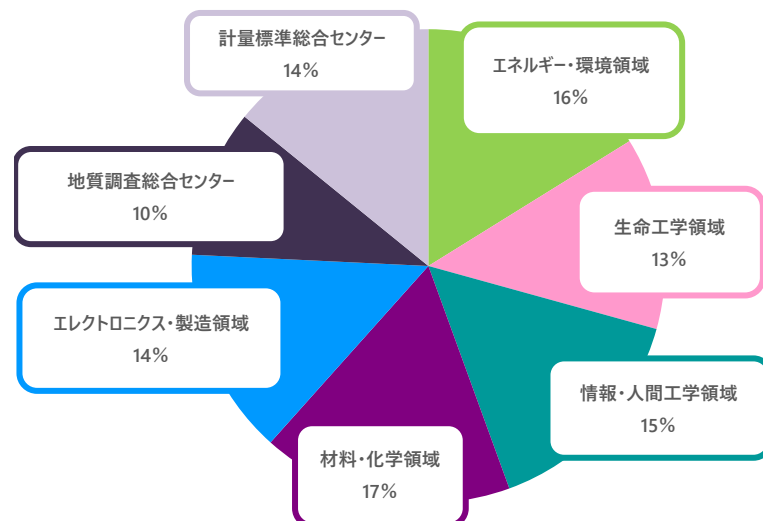 計量標準総合センター
14%
エネルギー・環境領域
16%
地質調査総合センター
10%
生命工学領域
13%
エレクトロニクス・製造領域
14%
情報・人間工学領域
15%
材料・化学領域
17%